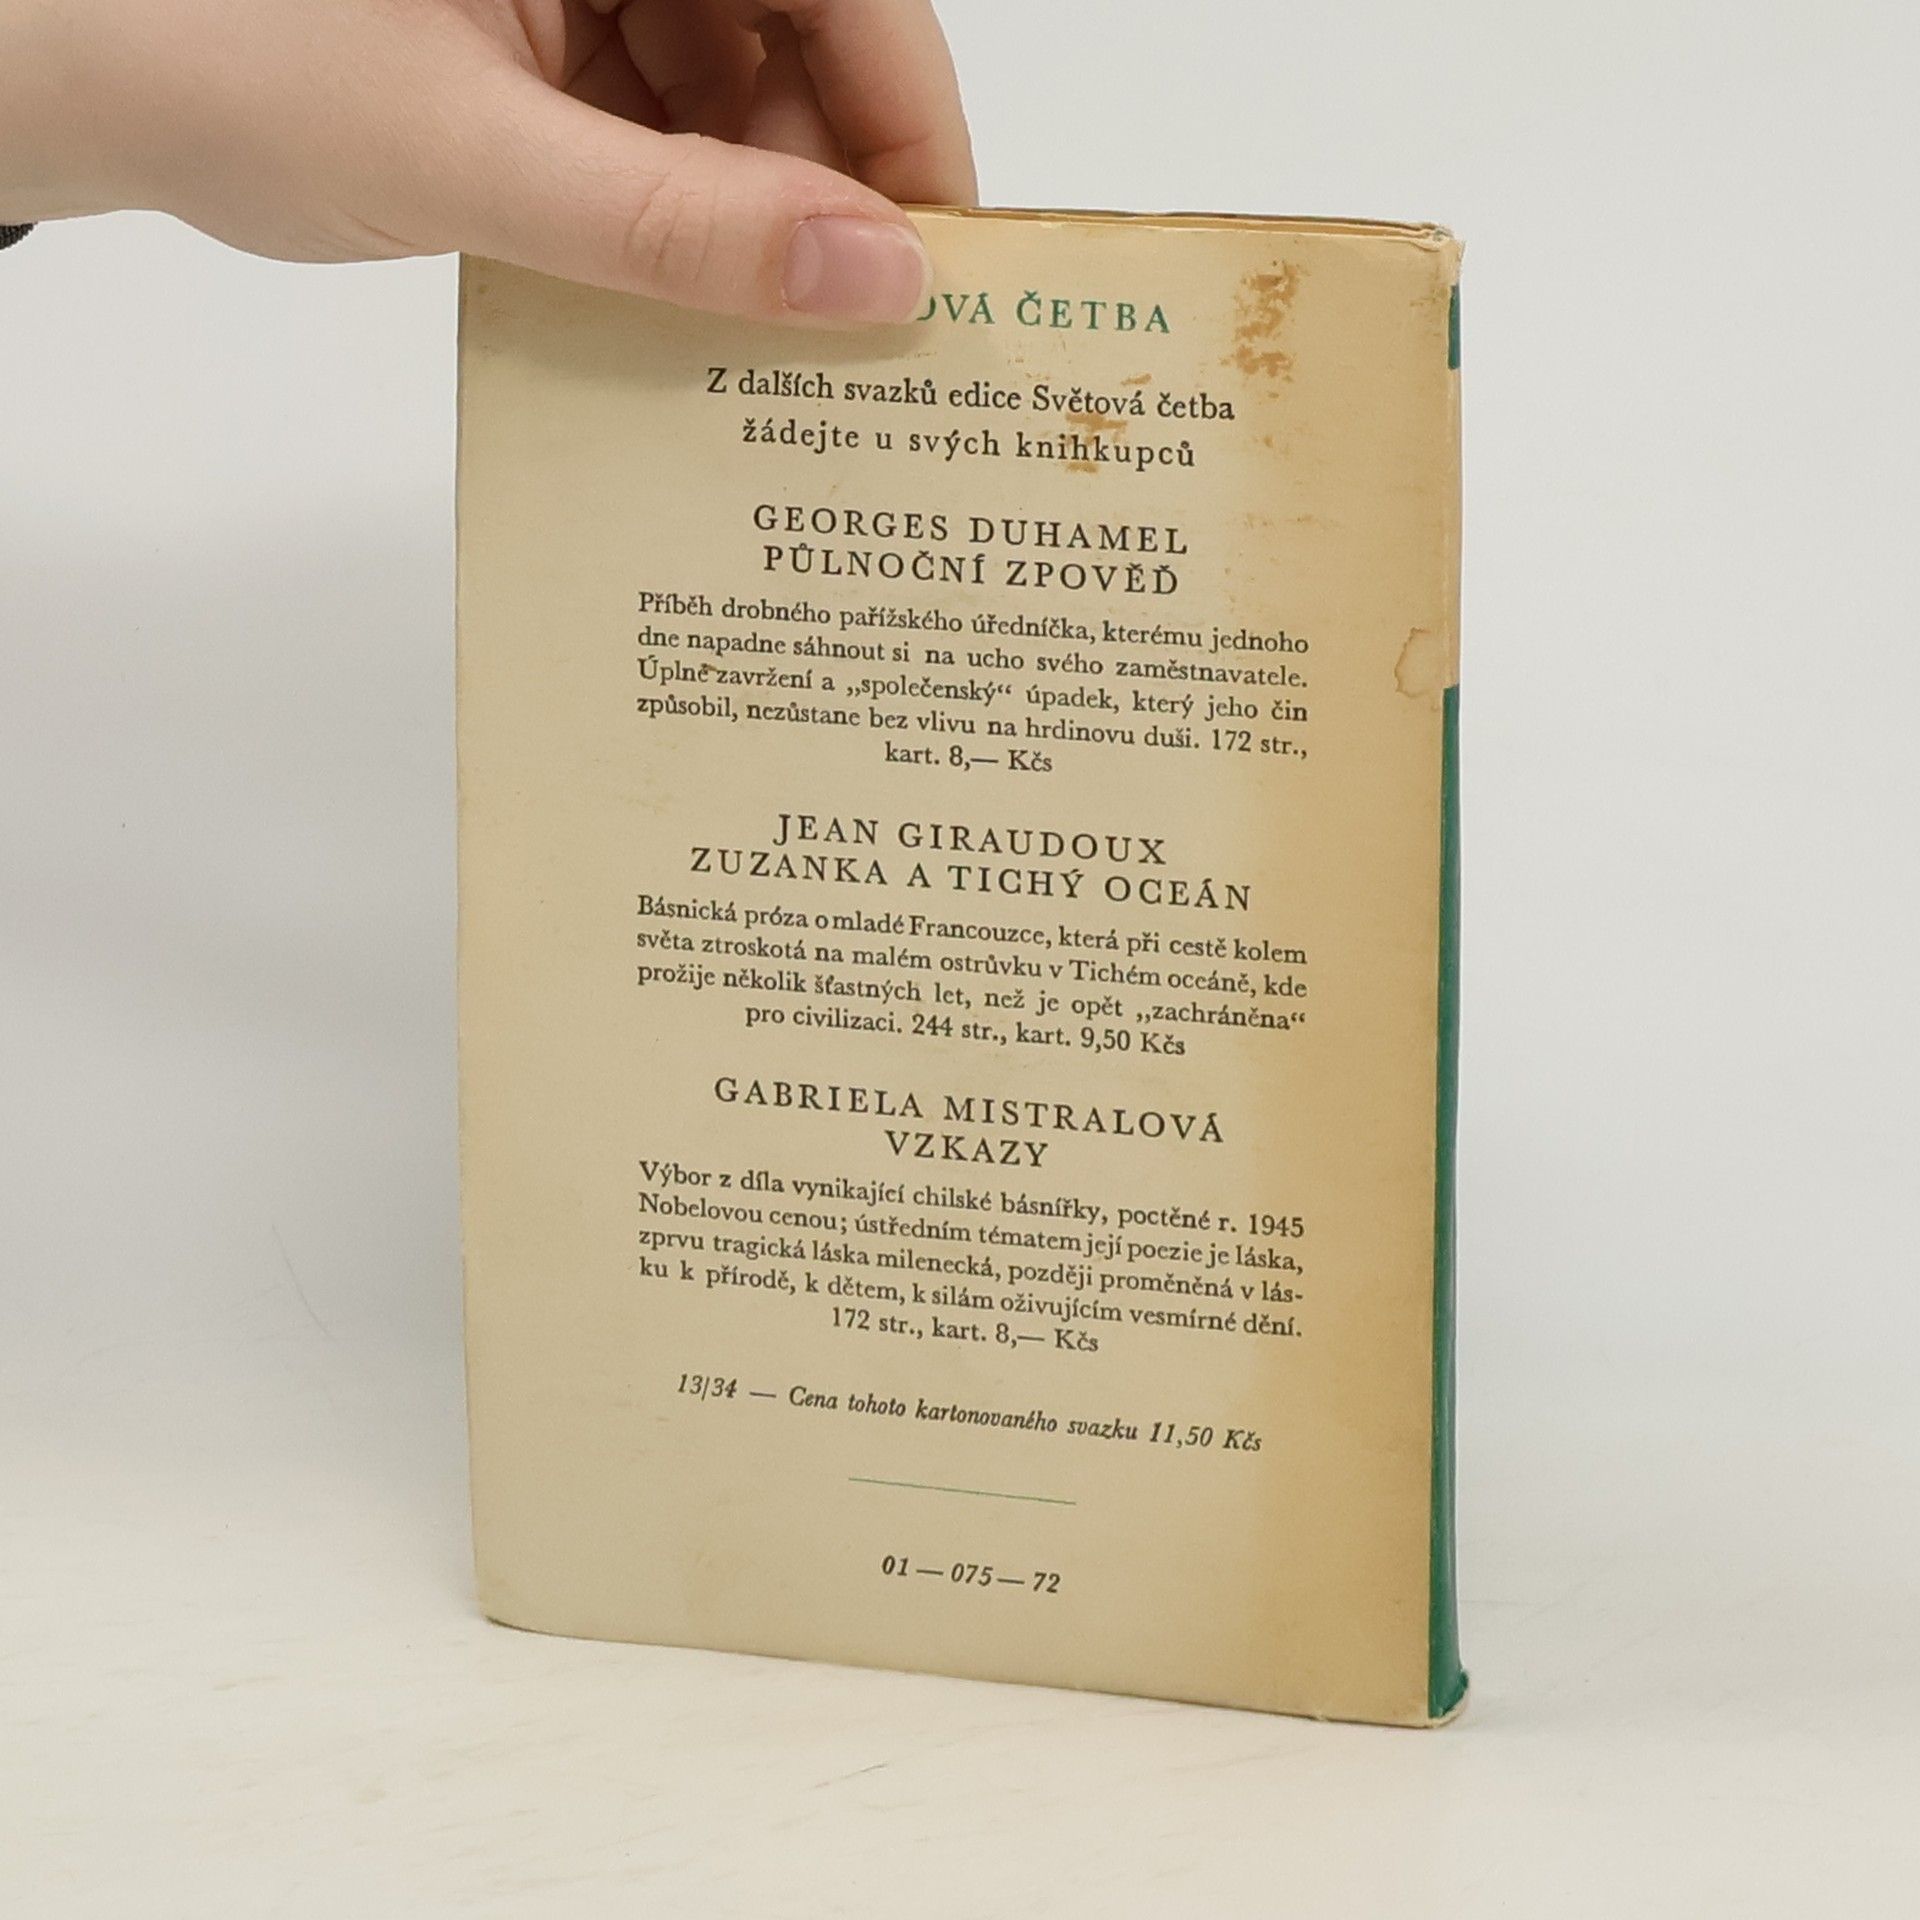 OVÁ ČETBA
Z dalších svazků edice Světová četba
žádejte u svých knihkupců
GEORGES DUHAMEL
PŮLNOČNÍ ZPOVĚĎ
Příběh drobného pařížského úředníčka, kterému jednoho
dne napadne sáhnout si na ucho svého zaměstnavatele.
Úplné zavržení a „společenský“ úpadek, který jeho čin
způsobil, nezůstane bez vlivu na hrdinovu duši. 172 str.,
kart. 8,— Kčs
JEAN GIRAUDOUX
ZUZANKA A TICHÝ OCEÁN
Básnická próza o mladé Francouzce, která při cestě kolem
světa ztroskotá na malém ostrůvku v Tichém oceáně, kde
prožije několik šťastných let, než je opět „zachráněna“
pro civilizaci. 244 str., kart. 9,50 Kčs
GABRIELA MISTRALOVÁ
VZKAZY
Výbor z díla vynikající chilské básnířky, poctěné r. 1945
Nobelovou cenou; ústředním tématem její poezie je láska,
zprvu tragická láska milenecká, později proměněná v lás-
ku k přírodě, k dětem, k silám oživujícím vesmírné dění.
172 str., kart. 8,— Kčs
13/34 — Cena tohoto kartonovaného svazku 11,50 Kčs
01 — 075 — 72